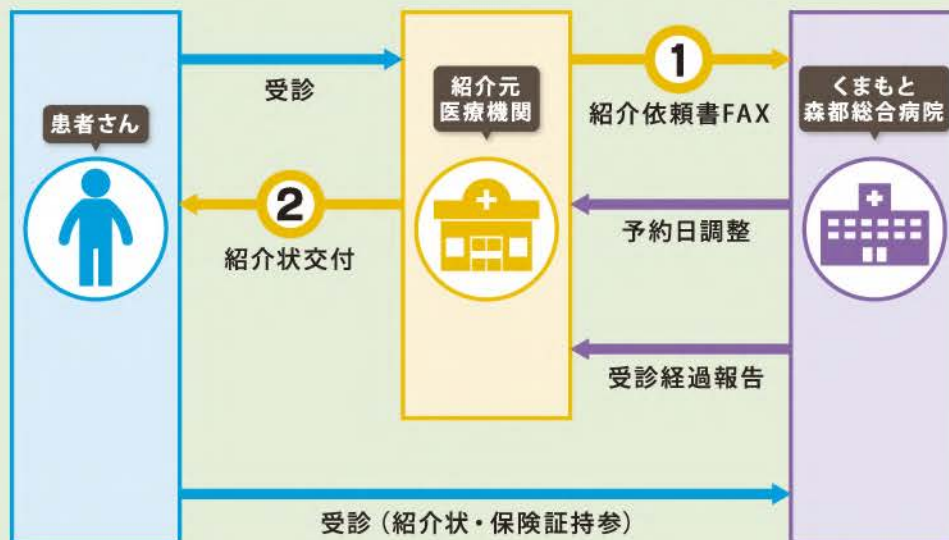 患者さん
受診
紹介元
医療機関
1
紹介依頼書FAX
くまもと
森都総合病院
2
紹介状交付
予約日調整
受診経過報告
受診（紹介状・保険証持参）